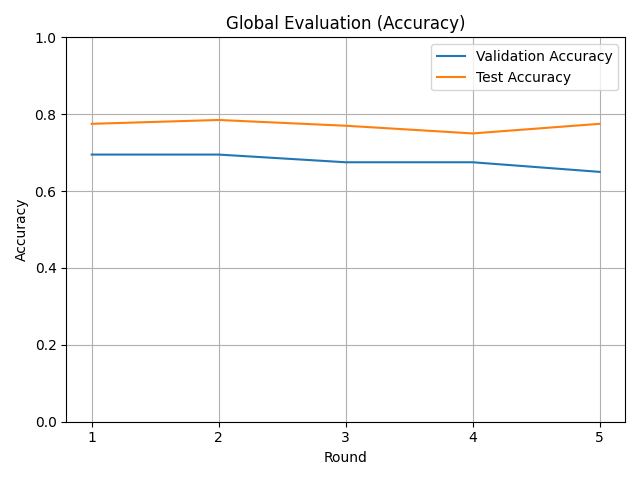 Global Evaluation (Accuracy)
Validation Accuracy
Test Accuracy
1.0
0.8
0.6
0.4
0.2
0.0
Accuracy
1 2 3 4 5
Round